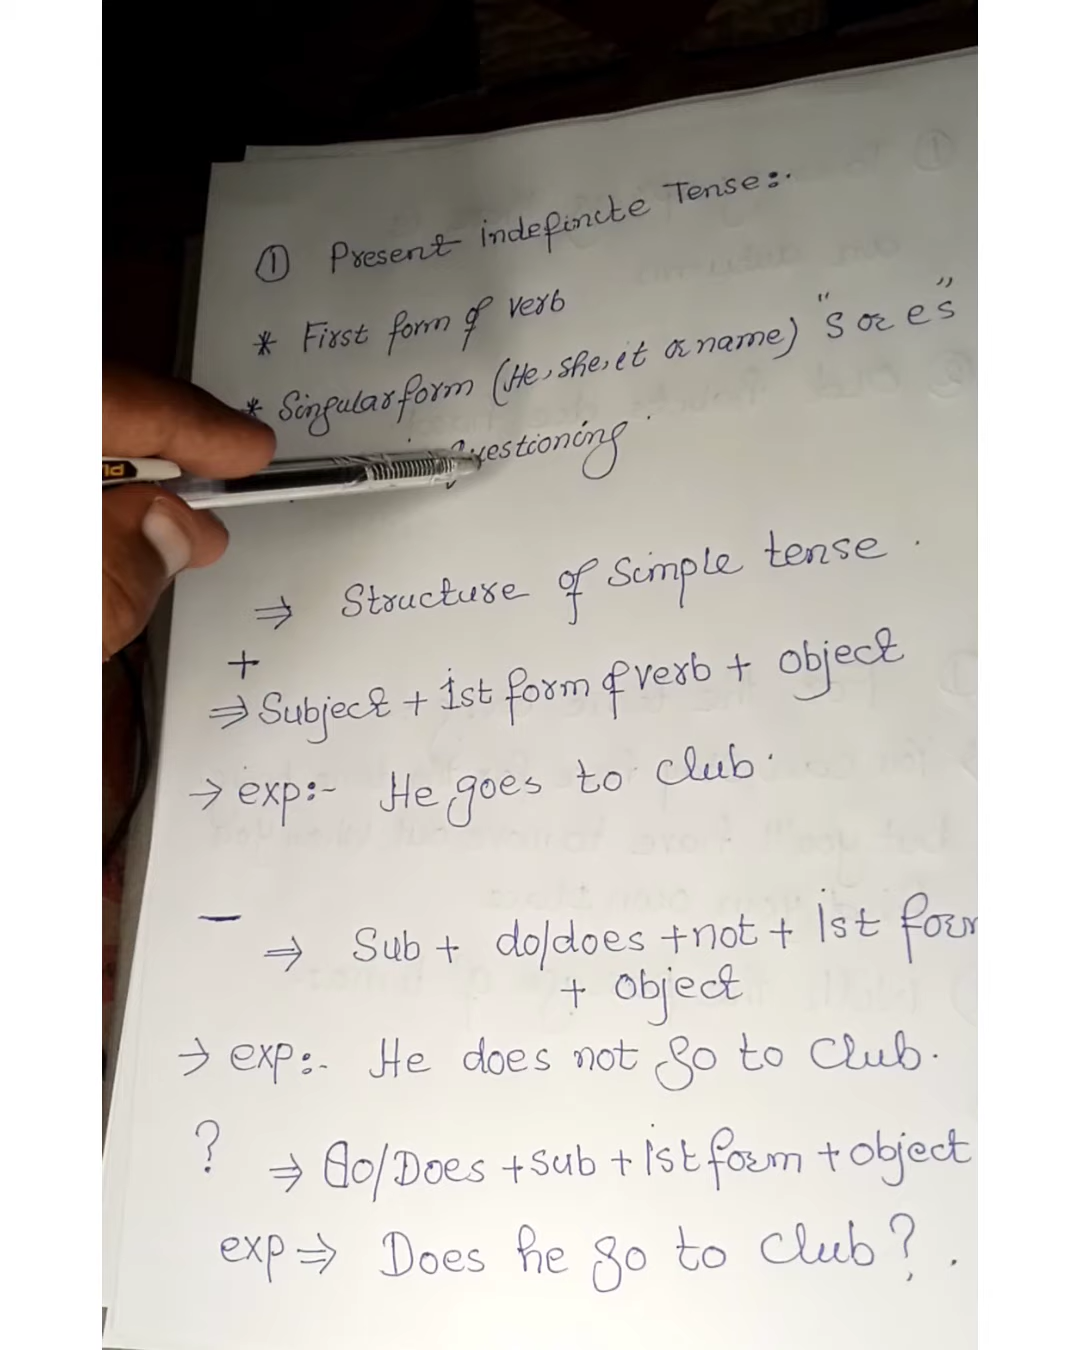 ① Present indefinite Tense:-
* First form of verb
* Singular form (He, she, it or name) "s or es"
Questioning
⇒ Structure of Simple tense.
+
⇒ Subject + 1st form of verb + object
→ exp:- He goes to club.
—
⇒ Sub + do/does + not + 1st form
+ object
→ exp:- He does not go to club.
?
⇒ Do/Does + sub + 1st form + object
exp ⇒ Does he go to club?.